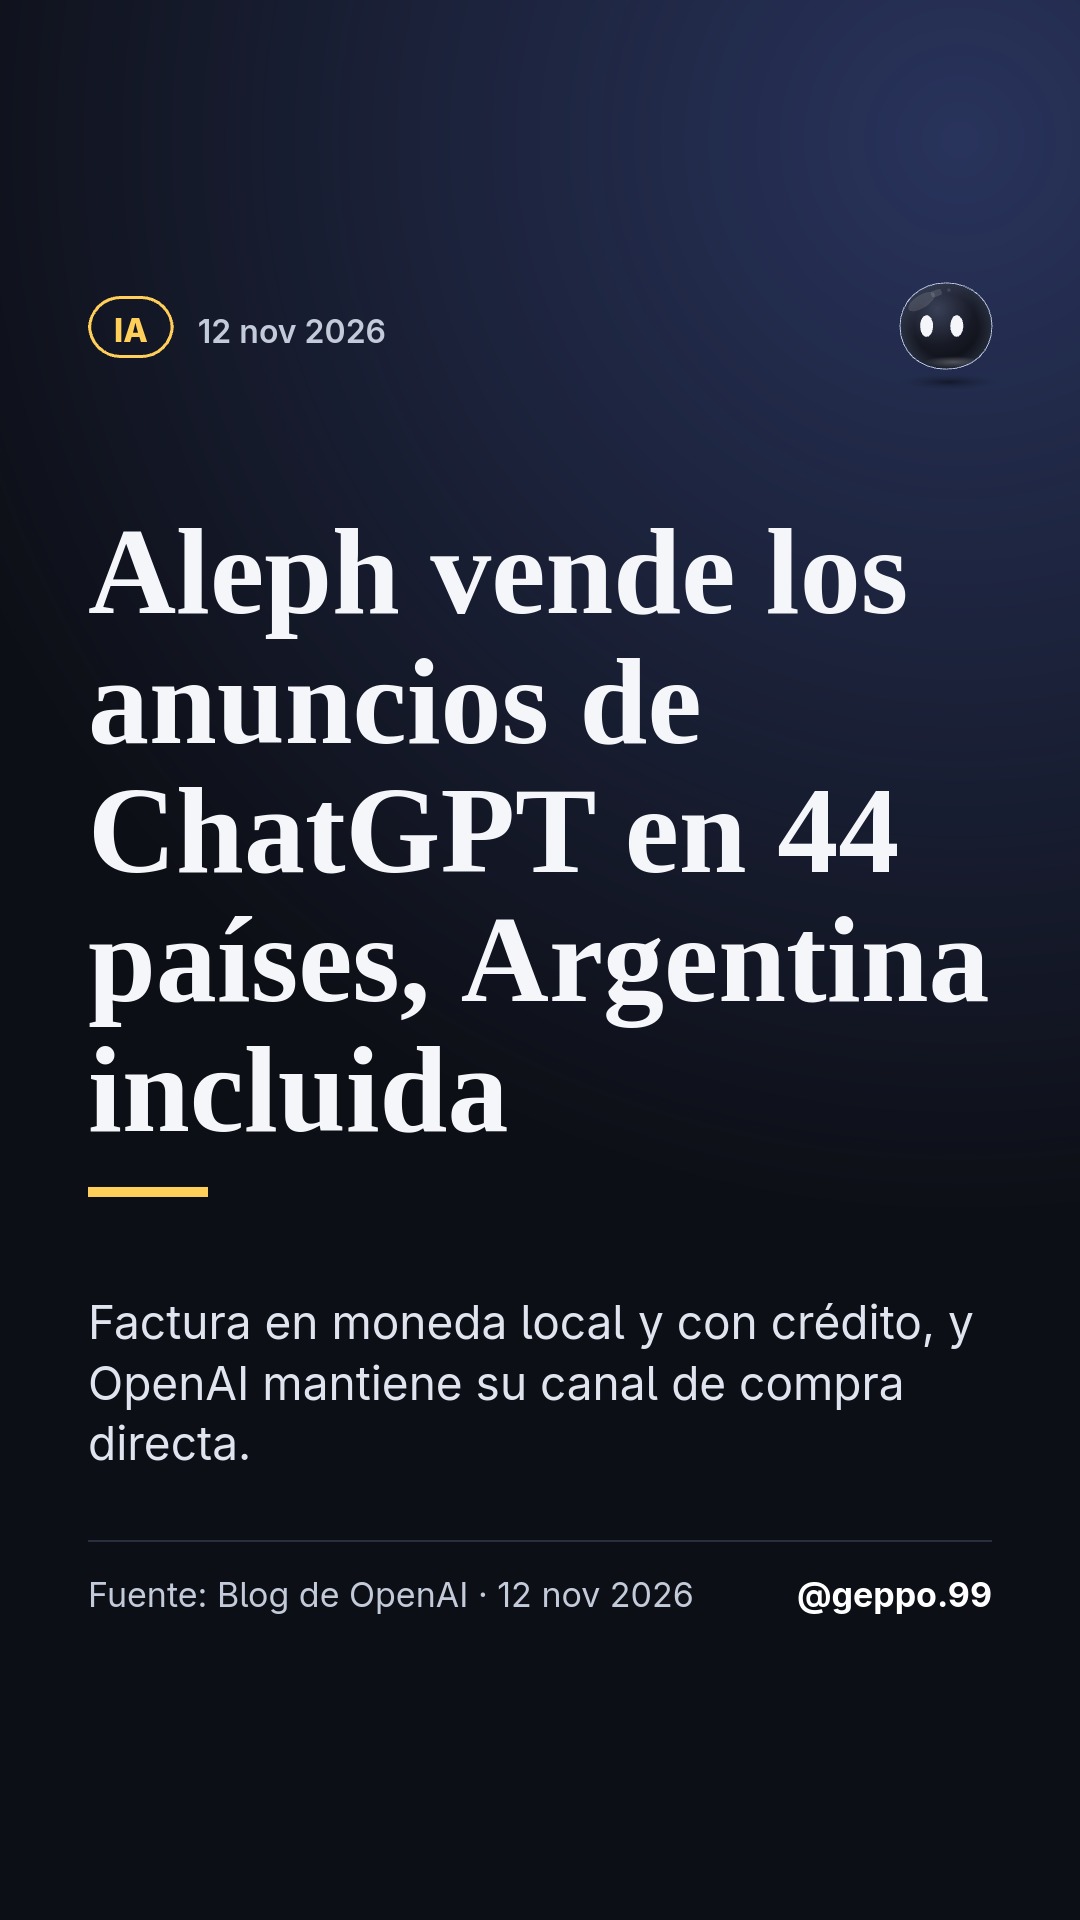 IA
12 nov 2026
Aleph vende los
anuncios de
ChatGPT en 44
países, Argentina
incluida
Factura en moneda local y con crédito, y
OpenAI mantiene su canal de compra
directa.
Fuente: Blog de OpenAI · 12 nov 2026
@geppo.99